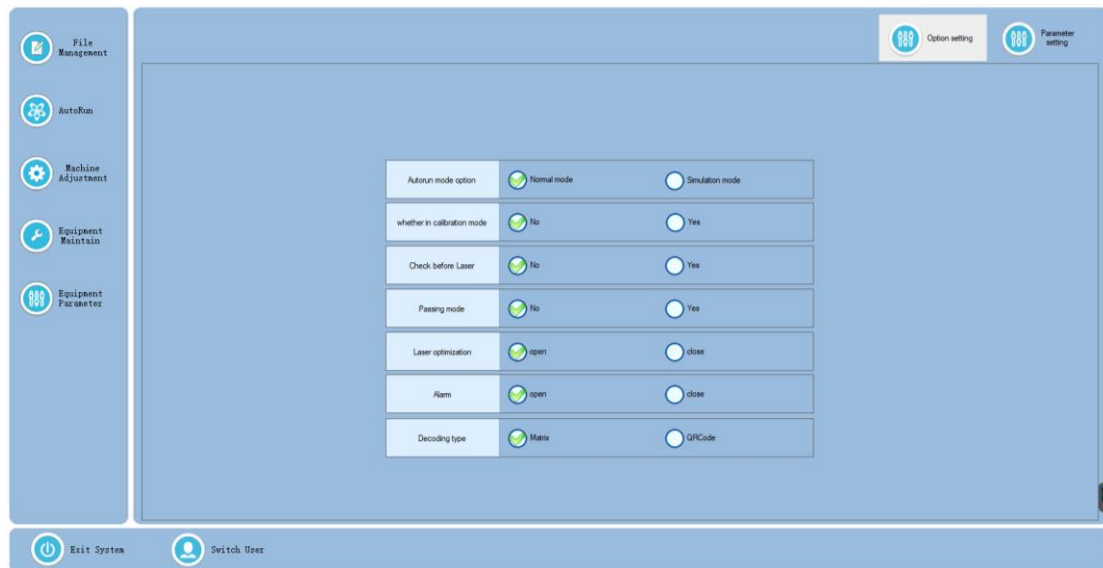 File
Management
AutoRun
Machine
Adjustment
Equipment
Maintain
Equipment
Parameter
Option setting
Parameter
setting
Autorun mode option Normal mode Simulation mode
whether in calibration mode No Yes
Check before Laser No Yes
Passing mode No Yes
Laser optimization open close
Alarm open close
Decoding type Matrix QRCode
Exit System Switch User